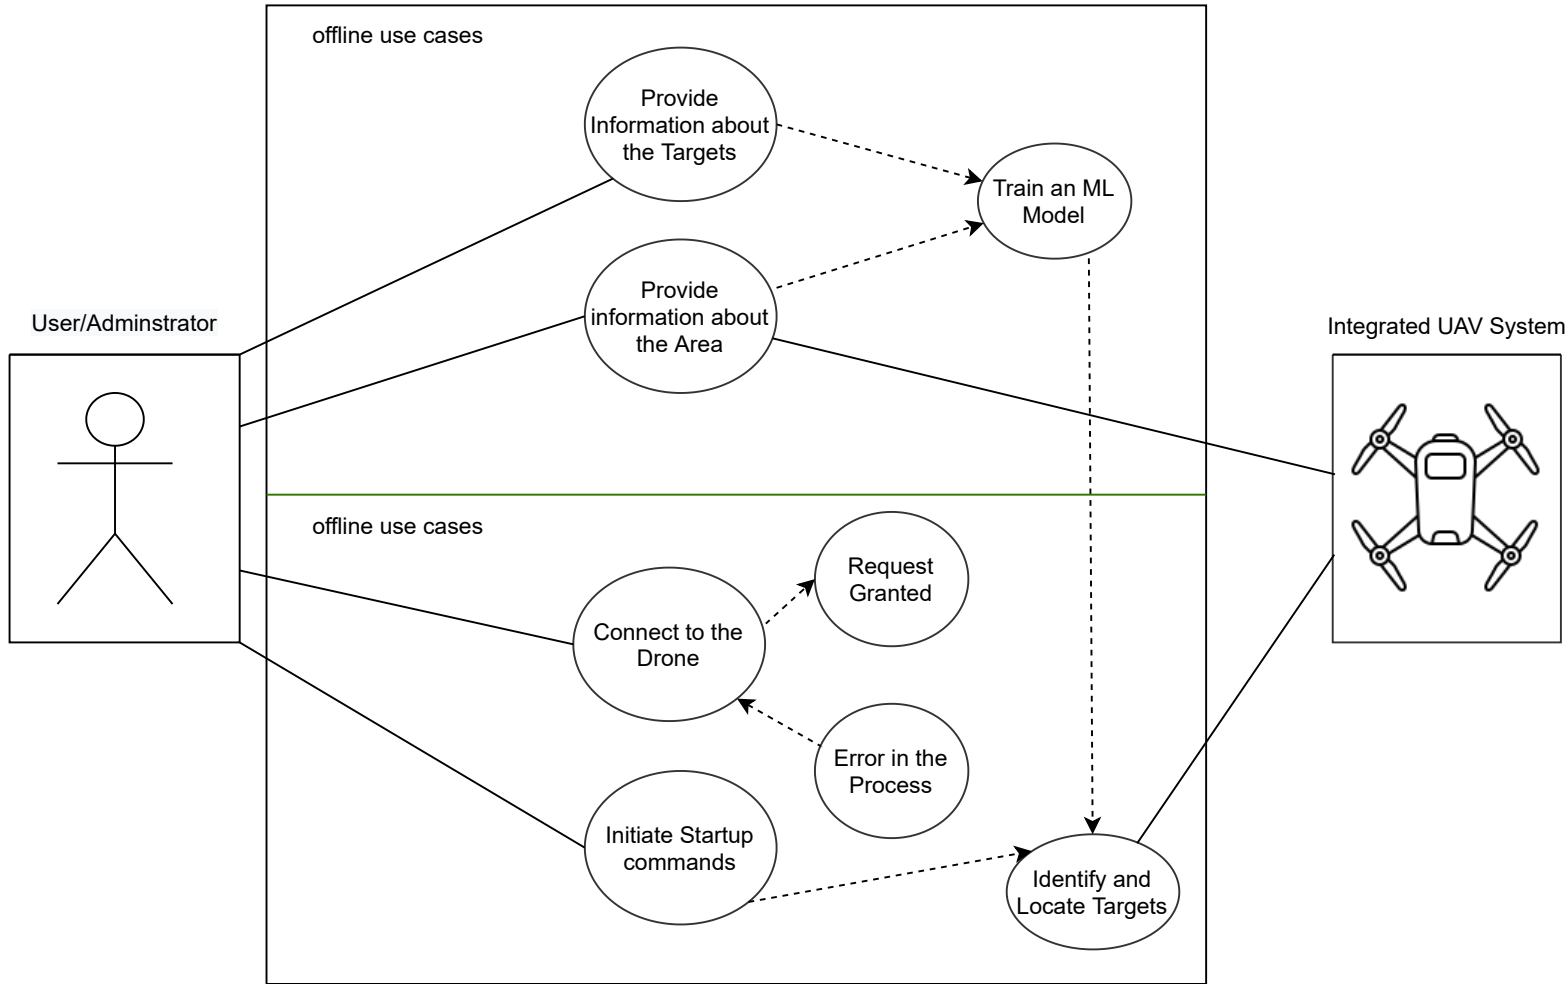 offline use cases
Provide
Information about
the Targets
Train an ML
Model
Provide
information about
the Area
User/Adminstrator
Integrated UAV System
offline use cases
Request
Granted
Connect to the
Drone
Error in the
Process
Initiate Startup
commands
Identify and
Locate Targets